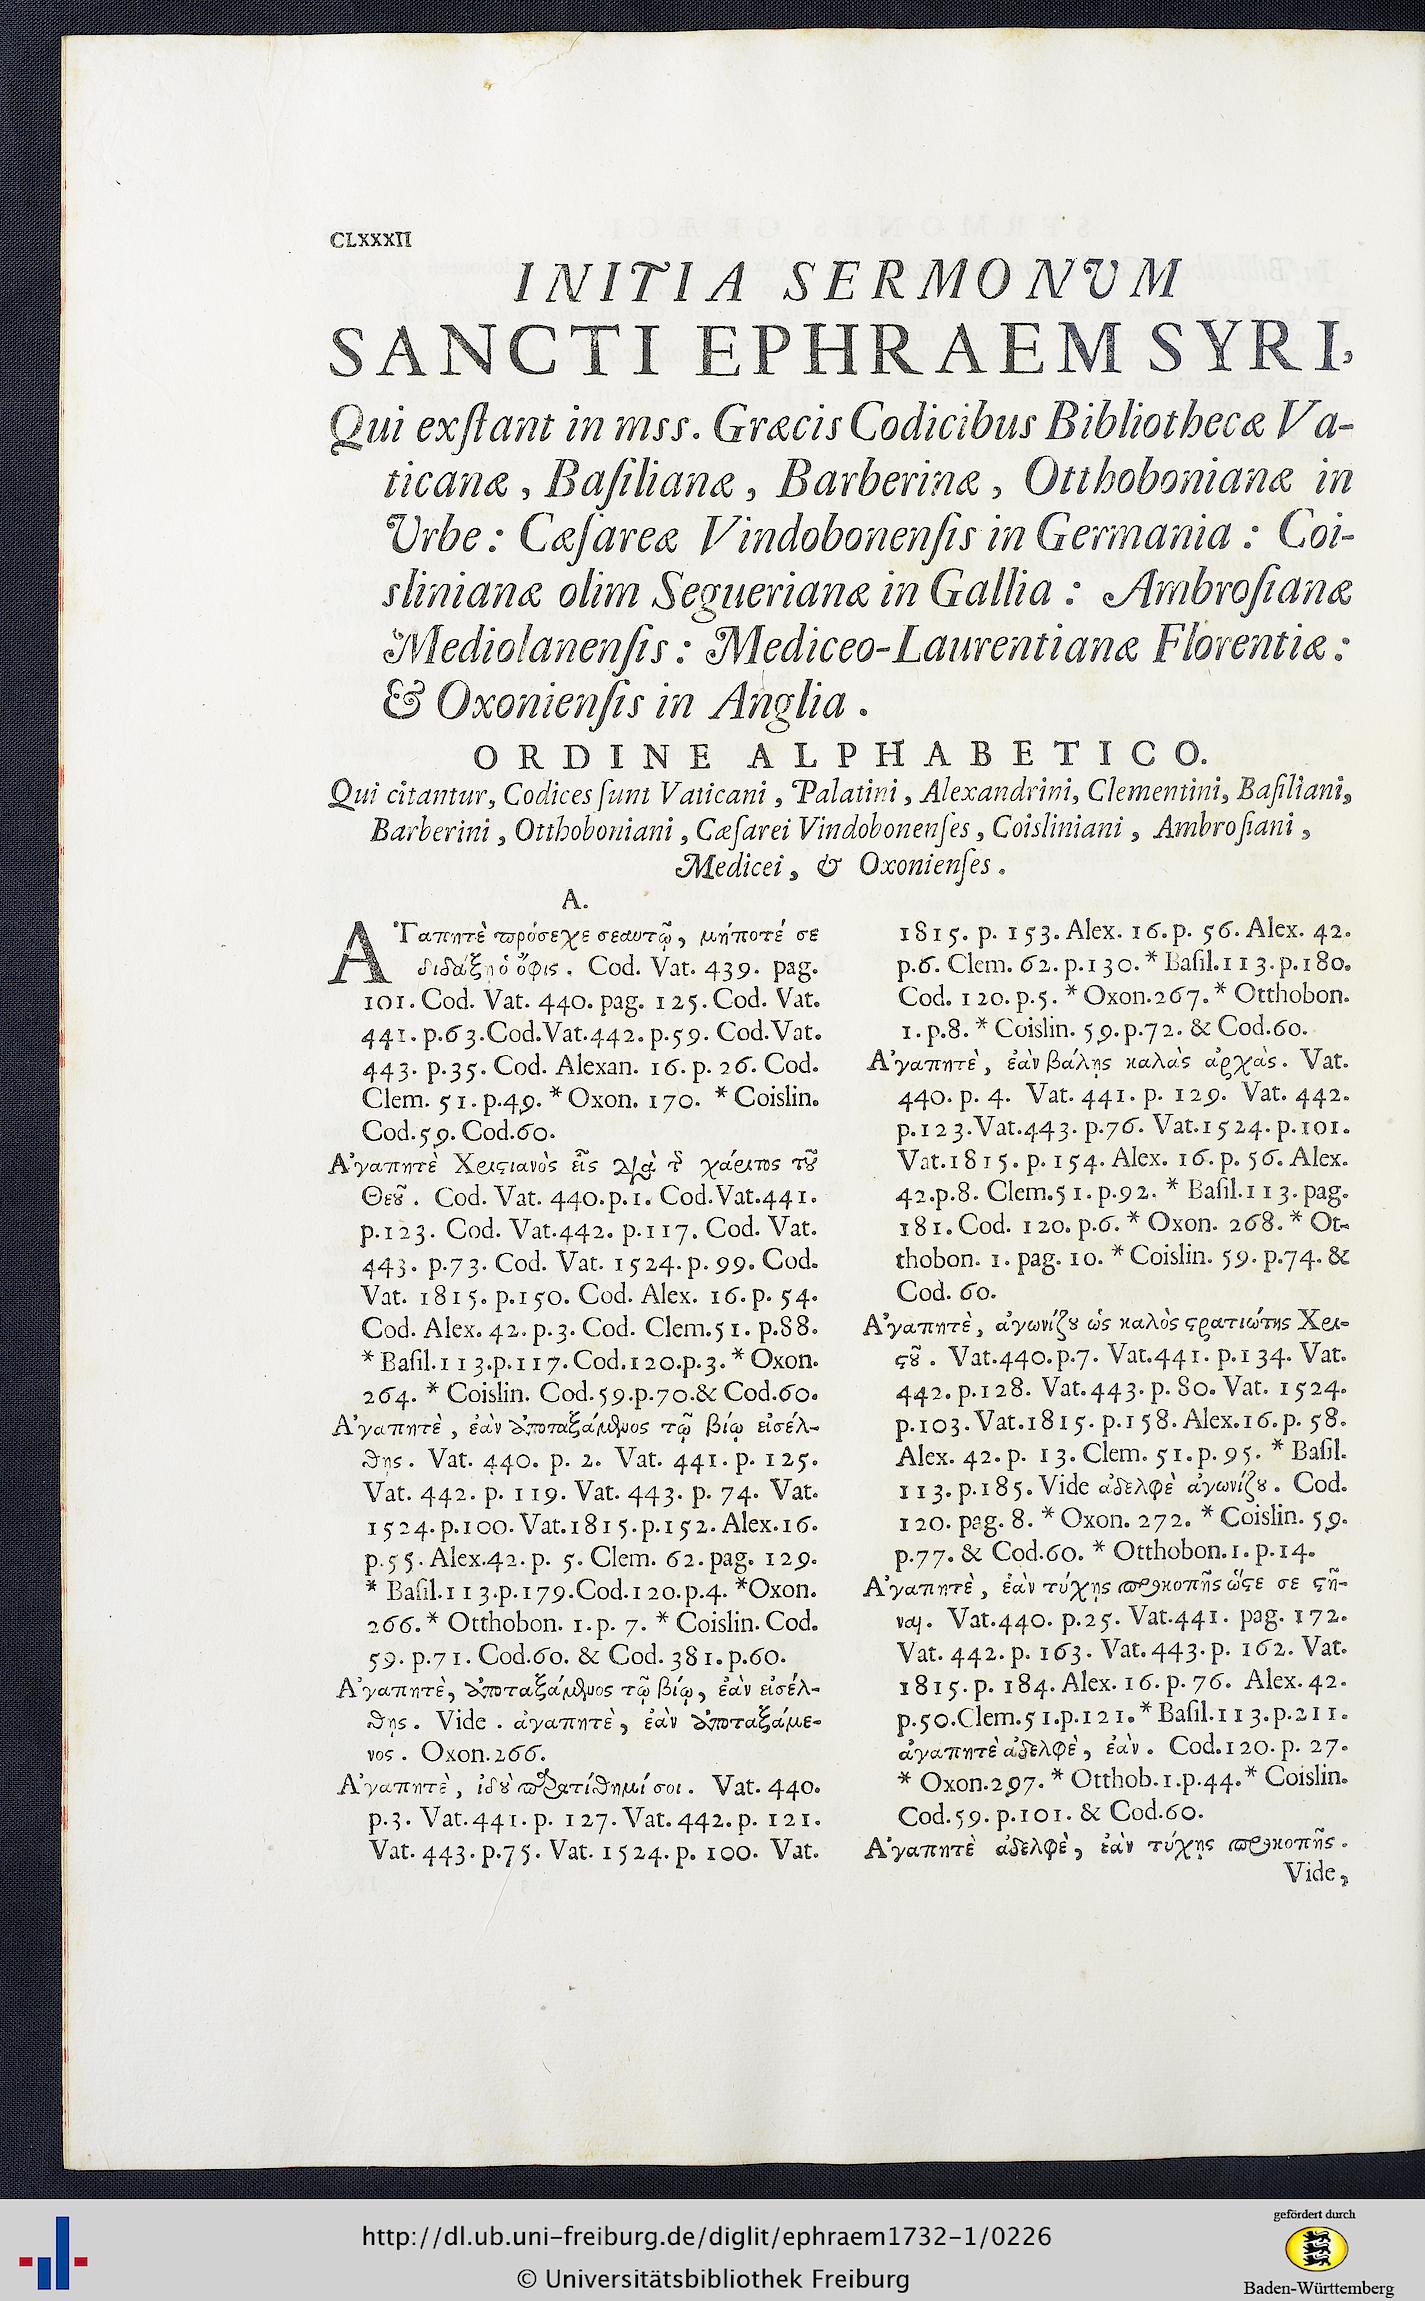 CLXXXII
INITIA SERMONVM
SANCTI EPHRAEM SYRI,
Qui exſtant in mss. Græcis Codicibus Bibliothecæ Va-
ticanæ, Baſilianæ, Barberinæ, Otthobonianæ in
Urbe: Cæſareæ Vindobonenſis in Germania: Coi-
slinianæ olim Seguerianæ in Gallia: Ambroſianæ
Mediolanenſis: Mediceo-Laurentianæ Florentiæ:
& Oxonienſis in Anglia.
ORDINE ALPHABETICO.
Qui citantur, Codices ſunt Vaticani, Palatini, Alexandrini, Clementini, Baſiliani,
Barberini, Otthoboniani, Cæſarei Vindobonenſes, Coisliniani, Ambroſiani,
Medicei, & Oxonienſes.
A.
Ἀγαπητὲ πρόσεχε σεαυτῷ, μήποτέ σε
διδάξῃ ὁ ὄφις. Cod. Vat. 439. pag.
101. Cod. Vat. 440. pag. 125. Cod. Vat.
441. p.63. Cod. Vat. 442. p.59. Cod. Vat.
443. p.35. Cod. Alexan. 16. p. 26. Cod.
Clem. 51. p.49. * Oxon. 170. * Coislin.
Cod.59. Cod.60.
Ἀγαπητὲ Χριϛιανὸς εἷς διὰ τ͂ χάριτος τȣ͂
Θεȣ͂. Cod. Vat. 440. p.1. Cod. Vat.441.
p.123. Cod. Vat.442. p.117. Cod. Vat.
443. p.73. Cod. Vat. 1524. p. 99. Cod.
Vat. 1815. p.150. Cod. Alex. 16. p. 54.
Cod. Alex. 42. p.3. Cod. Clem.51. p.88.
* Baſil.113.p.117. Cod.120.p.3. * Oxon.
264. * Coislin. Cod.59.p.70.& Cod.60.
Ἀγαπητὲ, ἐὰν ἀποταξάμενος τῷ βίῳ εἰσέλ-
θῃς. Vat. 440. p. 2. Vat. 441. p. 125.
Vat. 442. p. 119. Vat. 443. p. 74. Vat.
1524. p.100. Vat.1815.p.152. Alex.16.
p.55. Alex.42. p. 5. Clem. 62. pag. 129.
* Baſil.113.p.179.Cod.120.p.4. *Oxon.
266. * Otthobon. 1. p. 7. * Coislin. Cod.
59. p.71. Cod.60. & Cod. 381. p.60.
Ἀγαπητὲ, ἀποταξάμενος τῷ βίῳ, ἐὰν εἰσέλ-
θῃς. Vide. ἀγαπητὲ, ἐὰν ἀποταξάμε-
νος. Oxon.266.
Ἀγαπητὲ, ἰδȣ̀ παρατίθημί σοι. Vat. 440.
p.3. Vat.441. p. 127. Vat. 442. p. 121.
Vat. 443. p.75. Vat. 1524. p. 100. Vat.
1815. p. 153. Alex. 16. p. 56. Alex. 42.
p.6. Clem. 62. p.130. * Baſil.113. p.180.
Cod. 120. p.5. * Oxon.267. * Otthobon.
1. p.8. * Coislin. 59. p.72. & Cod.60.
Ἀγαπητὲ, ἐὰν βάλῃς καλὰς ἀρχὰς. Vat.
440. p. 4. Vat. 441. p. 129. Vat. 442.
p.123. Vat.443. p.76. Vat.1524. p.101.
Vat.1815. p. 154. Alex. 16. p. 56. Alex.
42.p.8. Clem.51. p.92. * Baſil.113. pag.
181. Cod. 120. p.6. * Oxon. 268. * Ot-
thobon. 1. pag. 10. * Coislin. 59. p.74. &
Cod. 60.
Ἀγαπητὲ, ἀγωνίζȣ ὡς καλὸς ϛρατιώτης Χρι-
ϛȣ͂. Vat.440. p.7. Vat.441. p.134. Vat.
442. p.128. Vat.443. p. 80. Vat. 1524.
p.103. Vat.1815. p.158. Alex.16. p. 58.
Alex. 42. p. 13. Clem. 51. p. 95. * Baſil.
113. p.185. Vide ἀδελφὲ ἀγωνίζȣ. Cod.
120. pag. 8. * Oxon. 272. * Coislin. 59.
p.77. & Cod.60. * Otthobon.1. p.14.
Ἀγαπητὲ, ἐὰν τύχῃς προκοπῆς ὥϛε σε ϛῆ-
ναι. Vat.440. p.25. Vat.441. pag. 172.
Vat. 442. p. 163. Vat. 443. p. 162. Vat.
1815. p. 184. Alex. 16. p. 76. Alex. 42.
p.50.Clem.51.p.121. * Baſil.113.p.211.
ἀγαπητὲ ἀδελφὲ, ἐὰν. Cod.120. p. 27.
* Oxon.297. * Otthob.1.p.44. * Coislin.
Cod.59. p.101. & Cod.60.
Ἀγαπητὲ ἀδελφὲ, ἐὰν τύχῃς προκοπῆς.
Vide,
http://dl.ub.uni-freiburg.de/diglit/ephraem1732-1/0226
© Universitätsbibliothek Freiburg
gefördert durch
Baden-Württemberg